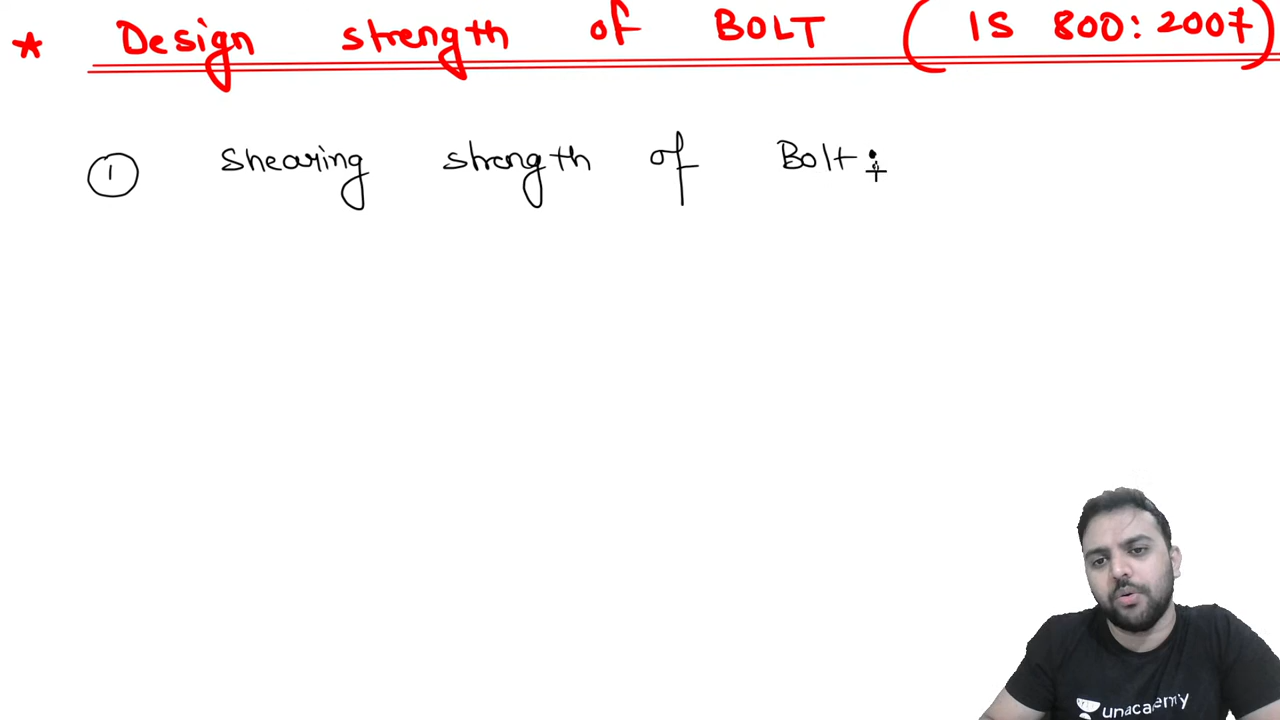 * Design strength of BOLT (IS 800:2007)
① Shearing strength of Bolt:
unacademy